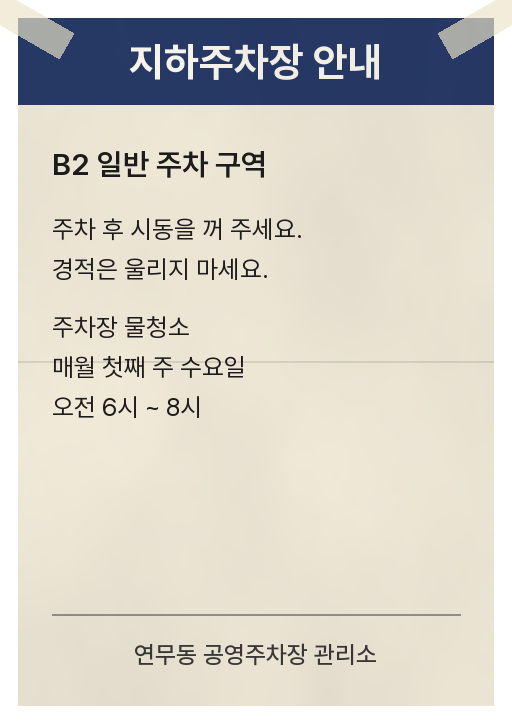 지하주차장 안내
B2 일반 주차 구역
주차 후 시동을 꺼 주세요.
경적은 울리지 마세요.
주차장 물청소
매월 첫째 주 수요일
오전 6시 ~ 8시
연무동 공영주차장 관리소